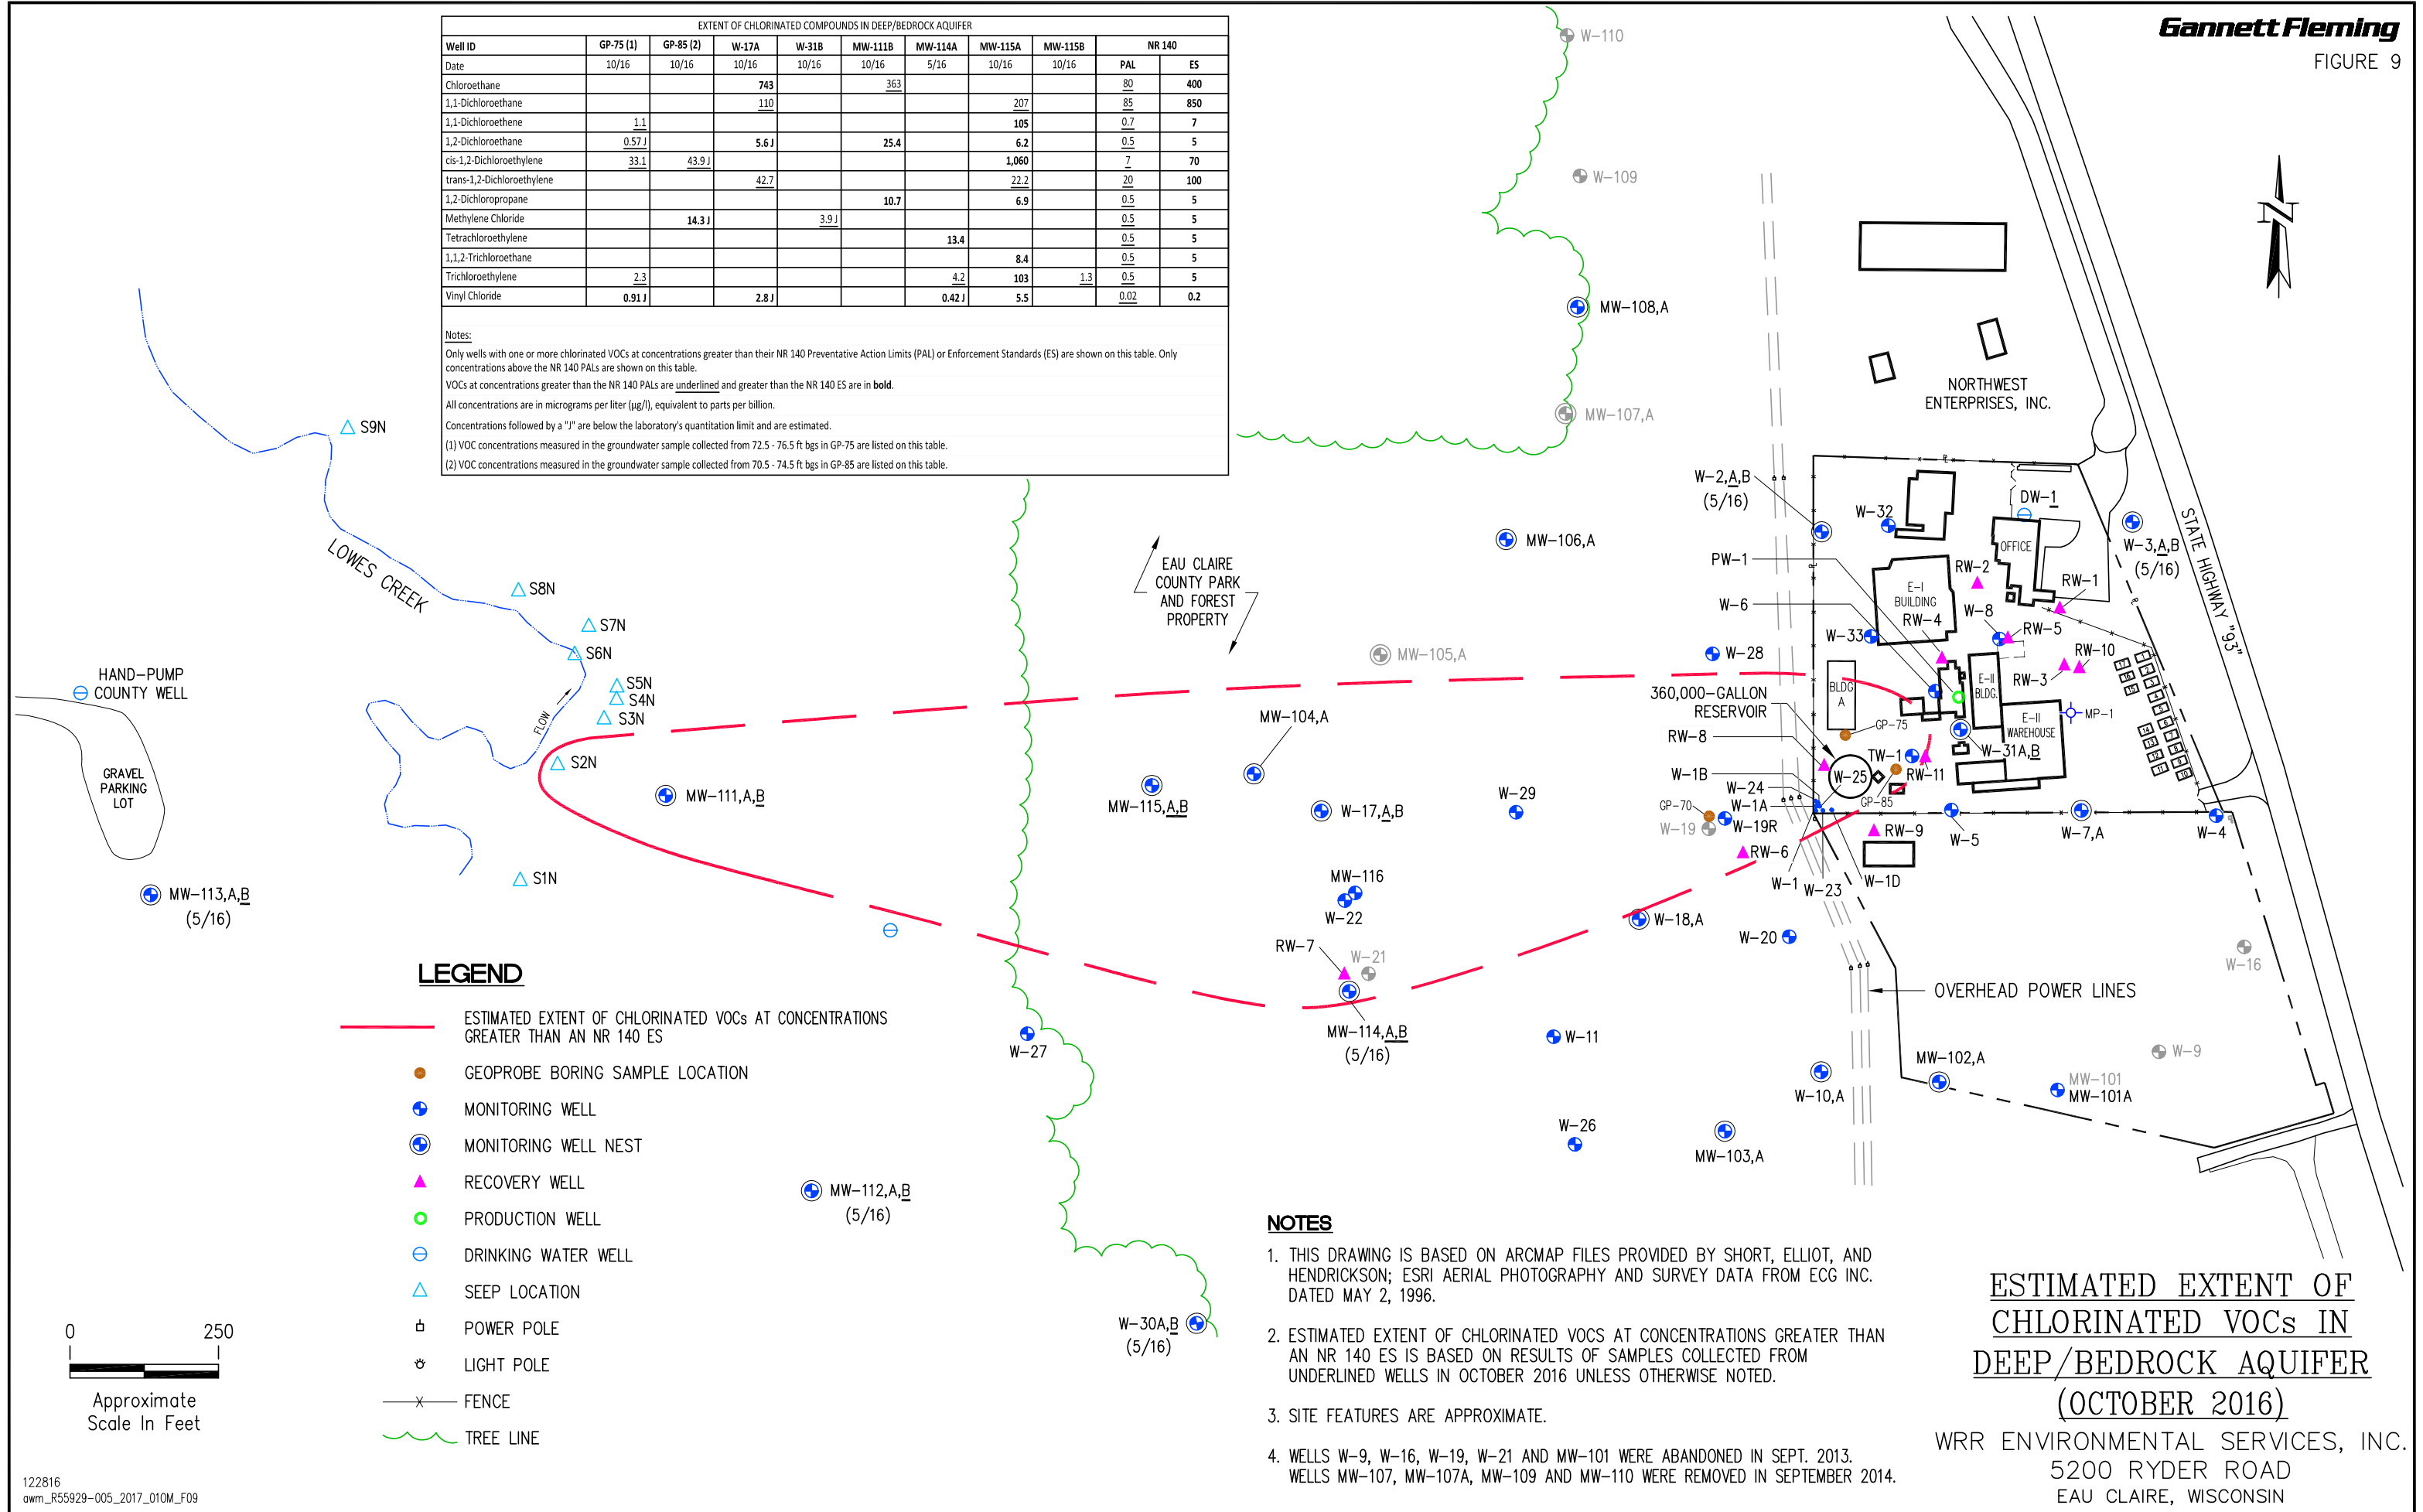 Gannett Fleming
FIGURE 9
EXTENT OF CHLORINATED COMPOUNDS IN DEEP/BEDROCK AQUIFER
Well ID GP-75 (1) GP-85 (2) W-17A W-31B MW-111B MW-114A MW-115A MW-115B NR 140
Date 10/16 10/16 10/16 10/16 10/16 5/16 10/16 10/16 PAL ES
Chloroethane 743 363 80 400
1,1-Dichloroethane 110 207 85 850
1,1-Dichloroethene 1.1 105 0.7 7
1,2-Dichloroethane 0.57 J 5.6 J 25.4 6.2 0.5 5
cis-1,2-Dichloroethylene 33.1 43.9 J 1,060 7 70
trans-1,2-Dichloroethylene 42.7 22.2 20 100
1,2-Dichloropropane 10.7 6.9 0.5 5
Methylene Chloride 14.3 J 3.9 J 0.5 5
Tetrachloroethylene 13.4 0.5 5
1,1,2-Trichloroethane 8.4 0.5 5
Trichloroethylene 2.3 4.2 103 1.3 0.5 5
Vinyl Chloride 0.91 J 2.8 J 0.42 J 5.5 0.02 0.2
Notes:
Only wells with one or more chlorinated VOCs at concentrations greater than their NR 140 Preventative Action Limits (PAL) or Enforcement Standards (ES) are shown on this table. Only
concentrations above the NR 140 PALs are shown on this table.
VOCs at concentrations greater than the NR 140 PALs are underlined and greater than the NR 140 ES are in bold.
All concentrations are in micrograms per liter (µg/l), equivalent to parts per billion.
Concentrations followed by a "J" are below the laboratory's quantitation limit and are estimated.
(1) VOC concentrations measured in the groundwater sample collected from 72.5 - 76.5 ft bgs in GP-75 are listed on this table.
(2) VOC concentrations measured in the groundwater sample collected from 70.5 - 74.5 ft bgs in GP-85 are listed on this table.
W-110
W-109
MW-108,A
MW-107,A
N
NORTHWEST
ENTERPRISES, INC.
STATE HIGHWAY "93"
S9N
LOWES CREEK
S8N
S7N
S6N
S5N
S4N
S3N
S2N
S1N
FLOW
HAND-PUMP
COUNTY WELL
GRAVEL
PARKING
LOT
MW-113,A,B
(5/16)
MW-111,A,B
EAU CLAIRE
COUNTY PARK
AND FOREST
PROPERTY
MW-106,A
MW-105,A
MW-104,A
MW-115,A,B
W-17,A,B
W-29
MW-116
W-22
RW-7
W-21
MW-114,A,B
(5/16)
W-27
W-11
W-26
MW-103,A
W-10,A
MW-102,A
MW-101
MW-101A
W-9
W-16
W-20
W-18,A
OVERHEAD POWER LINES
W-2,A,B
(5/16)
W-32
DW-1
W-3,A,B
(5/16)
OFFICE
PW-1
RW-2
RW-1
E-I
BUILDING
W-6
RW-4
W-8
RW-5
W-33
W-28
RW-10
RW-3
BLDG
A
E-II
BLDG.
360,000-GALLON
RESERVOIR
GP-75
E-II
WAREHOUSE
MP-1
RW-8
TW-1
W-31A,B
W-1B
W-25
RW-11
W-24
W-1A
GP-85
GP-70
W-19
W-19R
RW-9
W-5
W-7,A
W-4
RW-6
W-1
W-23
W-1D
MW-112,A,B
(5/16)
W-30A,B
(5/16)
LEGEND
ESTIMATED EXTENT OF CHLORINATED VOCs AT CONCENTRATIONS
GREATER THAN AN NR 140 ES
GEOPROBE BORING SAMPLE LOCATION
MONITORING WELL
MONITORING WELL NEST
RECOVERY WELL
PRODUCTION WELL
DRINKING WATER WELL
SEEP LOCATION
POWER POLE
LIGHT POLE
FENCE
TREE LINE
0 250
Approximate
Scale In Feet
NOTES
1. THIS DRAWING IS BASED ON ARCMAP FILES PROVIDED BY SHORT, ELLIOT, AND
HENDRICKSON; ESRI AERIAL PHOTOGRAPHY AND SURVEY DATA FROM ECG INC.
DATED MAY 2, 1996.
2. ESTIMATED EXTENT OF CHLORINATED VOCS AT CONCENTRATIONS GREATER THAN
AN NR 140 ES IS BASED ON RESULTS OF SAMPLES COLLECTED FROM
UNDERLINED WELLS IN OCTOBER 2016 UNLESS OTHERWISE NOTED.
3. SITE FEATURES ARE APPROXIMATE.
4. WELLS W-9, W-16, W-19, W-21 AND MW-101 WERE ABANDONED IN SEPT. 2013.
WELLS MW-107, MW-107A, MW-109 AND MW-110 WERE REMOVED IN SEPTEMBER 2014.
ESTIMATED EXTENT OF
CHLORINATED VOCs IN
DEEP/BEDROCK AQUIFER
(OCTOBER 2016)
WRR ENVIRONMENTAL SERVICES, INC.
5200 RYDER ROAD
EAU CLAIRE, WISCONSIN
122816
awm_R55929-005_2017_010M_F09